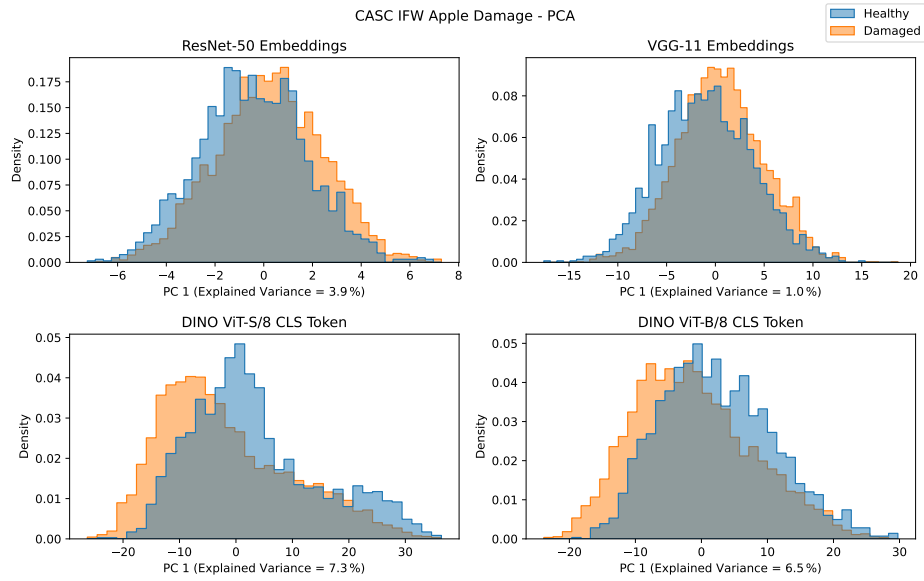 CASC IFW Apple Damage - PCA
Healthy
Damaged
ResNet-50 Embeddings
VGG-11 Embeddings
Density
0.175
0.150
0.125
0.100
0.075
0.050
0.025
0.000
−6 −4 −2 0 2 4 6 8
PC 1 (Explained Variance = 3.9 %)
Density
0.08
0.06
0.04
0.02
0.00
−15 −10 −5 0 5 10 15 20
PC 1 (Explained Variance = 1.0 %)
DINO ViT-S/8 CLS Token
DINO ViT-B/8 CLS Token
Density
0.05
0.04
0.03
0.02
0.01
0.00
−20 −10 0 10 20 30
PC 1 (Explained Variance = 7.3 %)
Density
0.05
0.04
0.03
0.02
0.01
0.00
−20 −10 0 10 20 30
PC 1 (Explained Variance = 6.5 %)